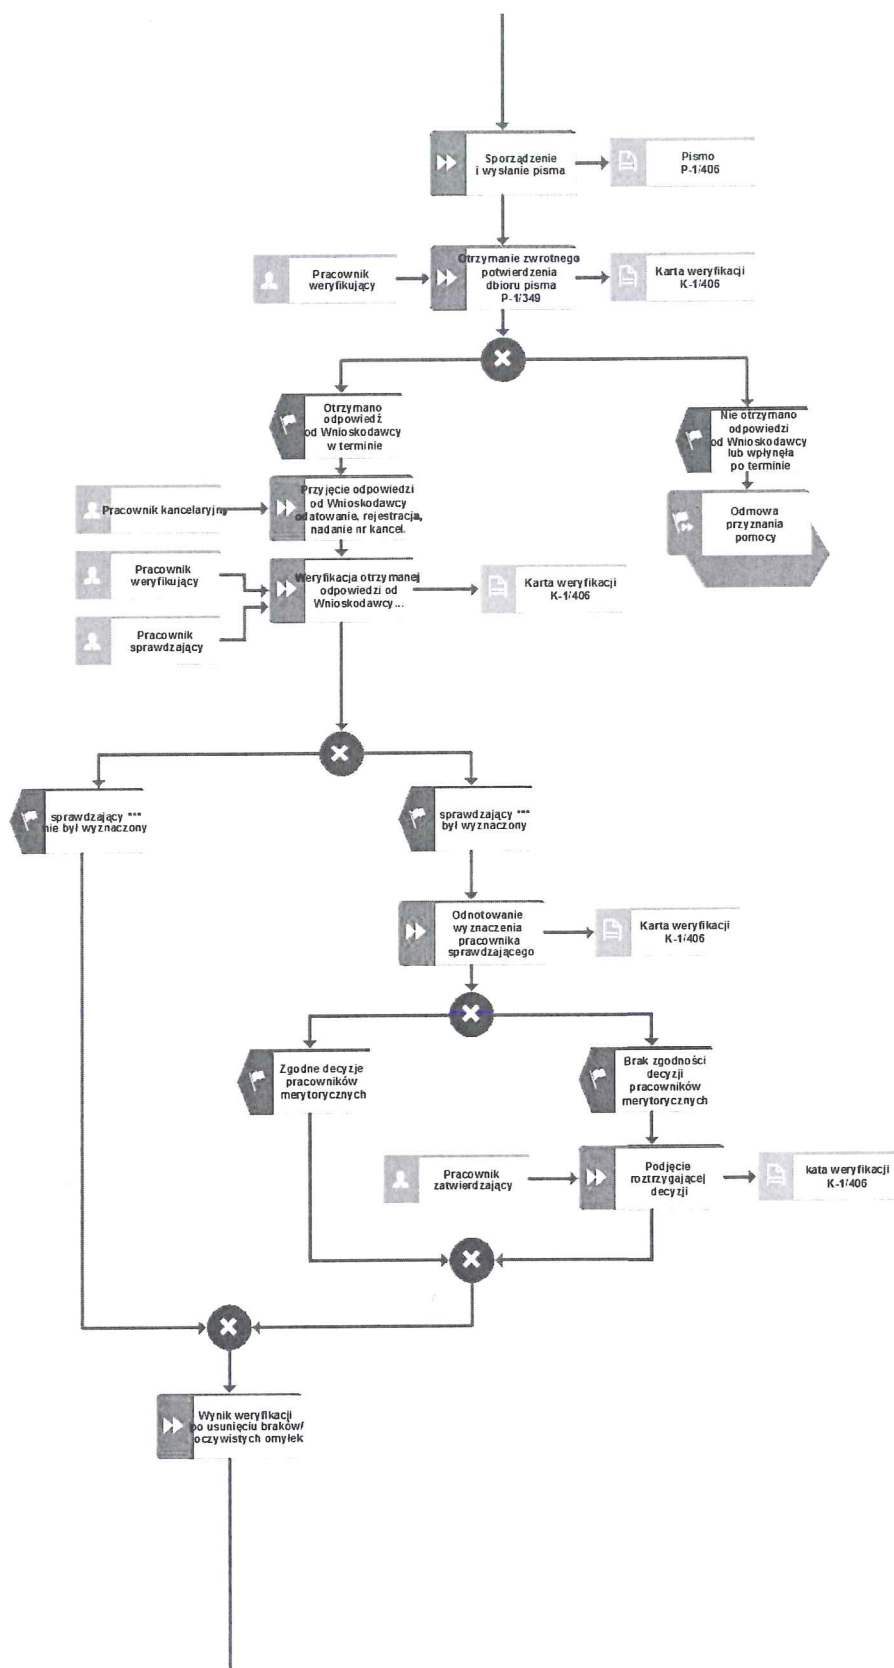 Sporządzenie
i wysłanie pisma
Pismo
P-1/406
Pracownik
weryfikujący
Otrzymanie zwrotnego
potwierdzenia
dbioru pisma
P-1/349
Karta weryfikacji
K-1/406
Otrzymano
odpowiedź
od Wnioskodawcy
w terminie
Nie otrzymano
odpowiedzi
od Wnioskodawcy
lub wpłynęła
po terminie
Pracownik kancelaryjny
Przyjęcie odpowiedzi
od Wnioskodawcy
odatowanie, rejestracja,
nadanie nr kancel.
Odmowa
przyznania
pomocy
Pracownik
weryfikujący
Weryfikacja otrzymanej
odpowiedzi od
Wnioskodawcy...
Karta weryfikacji
K-1/406
Pracownik
sprawdzający
sprawdzający ***
nie był wyznaczony
sprawdzający ***
był wyznaczony
Odnotowanie
wyznaczenia
pracownika
sprawdzającego
Karta weryfikacji
K-1/406
Zgodne decyzje
pracowników
merytorycznych
Brak zgodności
decyzji
pracowników
merytorycznych
Pracownik
zatwierdzający
Podjęcie
roztrzygającej
decyzji
kata weryfikacji
K-1/406
Wynik weryfikacji
po usunięciu braków/
oczywistych omyłek